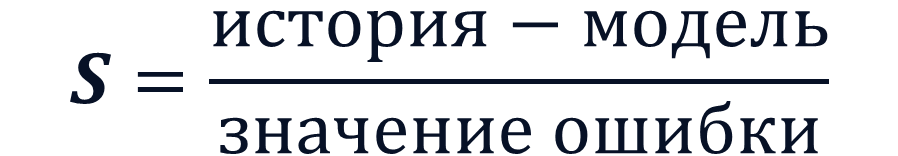 S = история − модель
значение ошибки